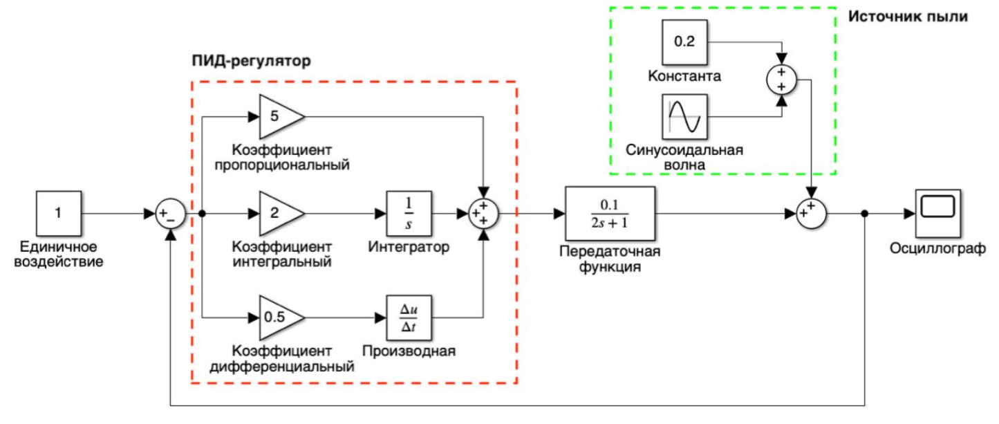 Источник пыли
0.2
Константа
+
+
Синусоидальная
волна
ПИД-регулятор
5
Коэффициент
пропорциональный
1
Единичное
воздействие
+
−
2
Коэффициент
интегральный
1
s
Интегратор
+
+
+
0.1
2s + 1
Передаточная
функция
+
+
Осциллограф
0.5
Коэффициент
дифференциальный
Δu
Δt
Производная